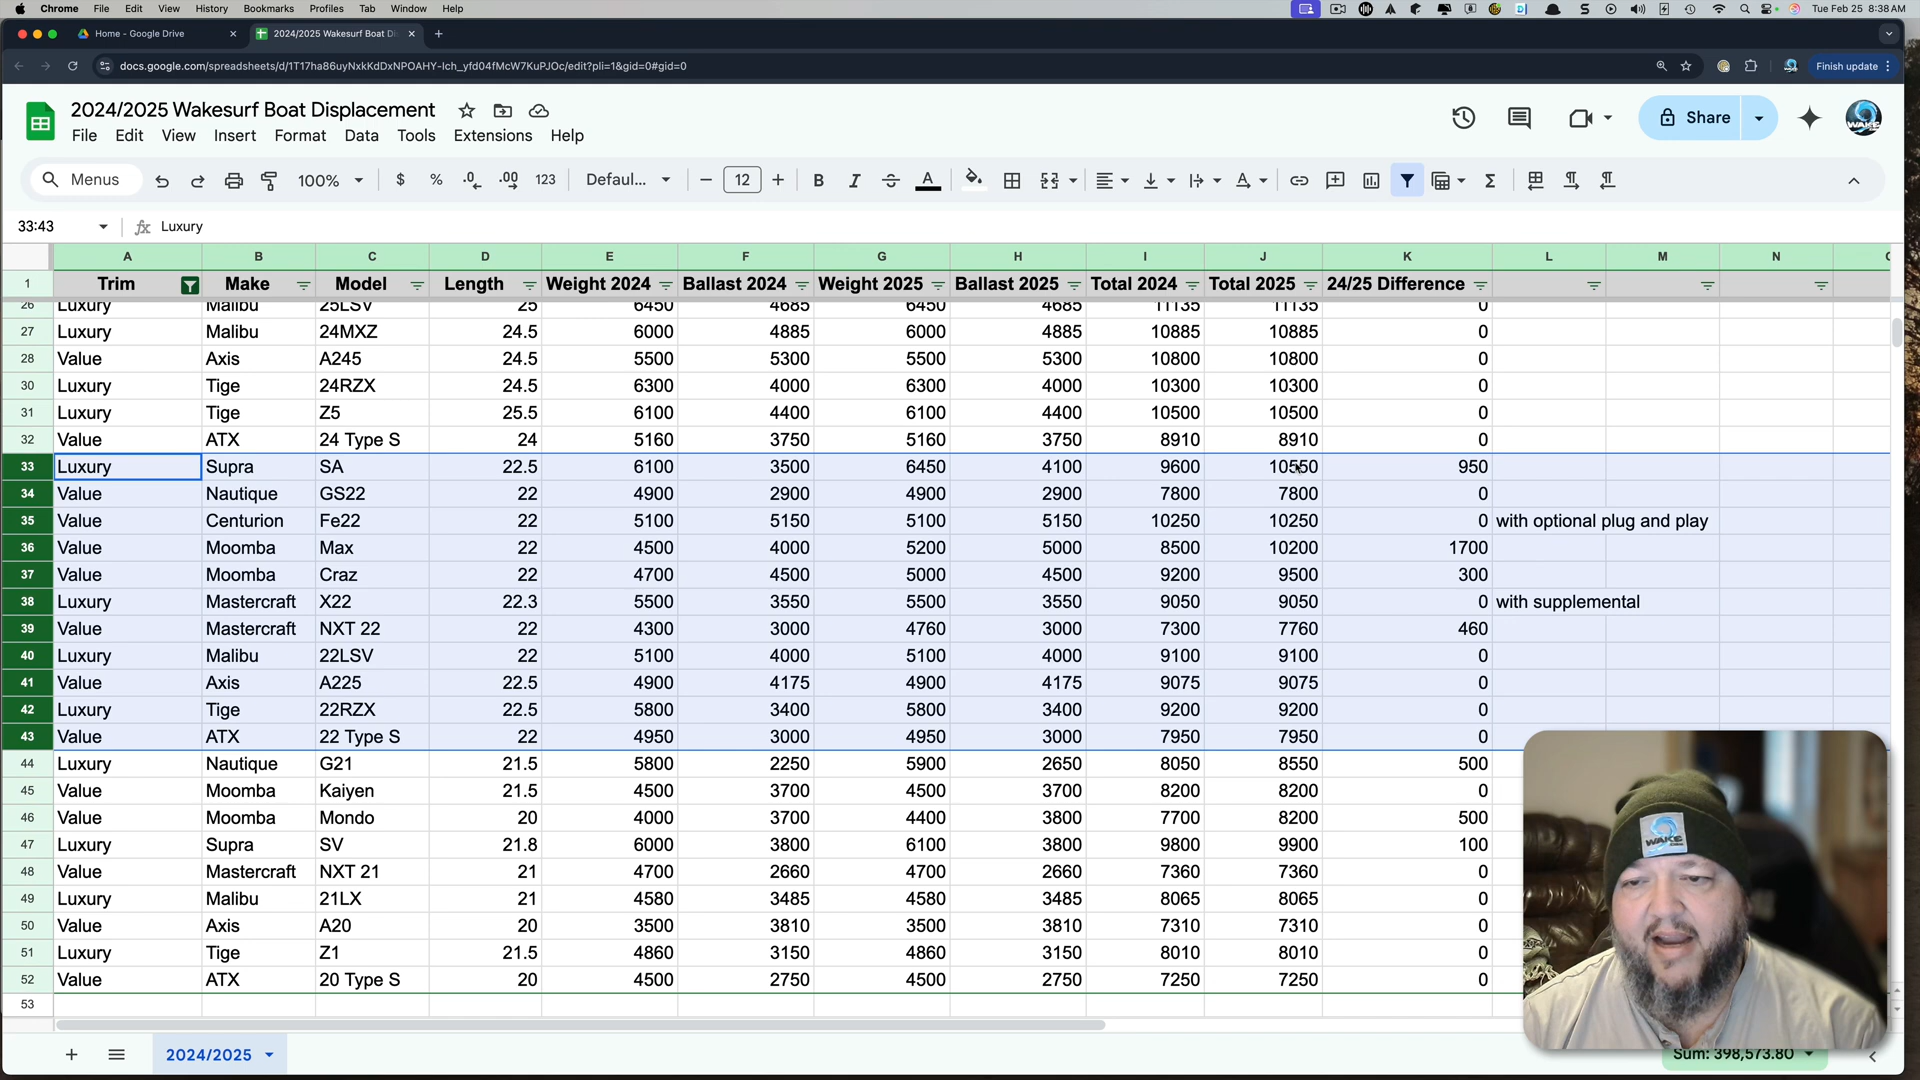 Chrome File Edit View History Bookmarks Profiles Tab Window Help Tue Feb 25 8:38 AM
Home - Google Drive 2024/2025 Wakesurf Boat Di
docs.google.com/spreadsheets/d/1T17ha86uyNxkKdDxNPOAHY-Ich_yfd04fMcW7KuPJOc/edit?pli=1&gid=0#gid=0 Finish update
2024/2025 Wakesurf Boat Displacement
File Edit View Insert Format Data Tools Extensions Help Share
Menus 100% $ % .0 .00 123 Defaul... 12 B I A
33:43 fx Luxury
A B C D E F G H I J K L M N
1 Trim Make Model Length Weight 2024 Ballast 2024 Weight 2025 Ballast 2025 Total 2024 Total 2025 24/25 Difference
26 Luxury Malibu 25LSV 25 6450 4685 6450 4685 11135 11135 0
27 Luxury Malibu 24MXZ 24.5 6000 4885 6000 4885 10885 10885 0
28 Value Axis A245 24.5 5500 5300 5500 5300 10800 10800 0
30 Luxury Tige 24RZX 24.5 6300 4000 6300 4000 10300 10300 0
31 Luxury Tige Z5 25.5 6100 4400 6100 4400 10500 10500 0
32 Value ATX 24 Type S 24 5160 3750 5160 3750 8910 8910 0
33 Luxury Supra SA 22.5 6100 3500 6450 4100 9600 10550 950
34 Value Nautique GS22 22 4900 2900 4900 2900 7800 7800 0
35 Value Centurion Fe22 22 5100 5150 5100 5150 10250 10250 0 with optional plug and play
36 Value Moomba Max 22 4500 4000 5200 5000 8500 10200 1700
37 Value Moomba Craz 22 4700 4500 5000 4500 9200 9500 300
38 Luxury Mastercraft X22 22.3 5500 3550 5500 3550 9050 9050 0 with supplemental
39 Value Mastercraft NXT 22 22 4300 3000 4760 3000 7300 7760 460
40 Luxury Malibu 22LSV 22 5100 4000 5100 4000 9100 9100 0
41 Value Axis A225 22.5 4900 4175 4900 4175 9075 9075 0
42 Luxury Tige 22RZX 22.5 5800 3400 5800 3400 9200 9200 0
43 Value ATX 22 Type S 22 4950 3000 4950 3000 7950 7950 0
44 Luxury Nautique G21 21.5 5800 2250 5900 2650 8050 8550 500
45 Value Moomba Kaiyen 21.5 4500 3700 4500 3700 8200 8200 0
46 Value Moomba Mondo 20 4000 3700 4400 3800 7700 8200 500
47 Luxury Supra SV 21.8 6000 3800 6100 3800 9800 9900 100
48 Value Mastercraft NXT 21 21 4700 2660 4700 2660 7360 7360 0
49 Luxury Malibu 21LX 21 4580 3485 4580 3485 8065 8065 0
50 Value Axis A20 20 3500 3810 3500 3810 7310 7310 0
51 Luxury Tige Z1 21.5 4860 3150 4860 3150 8010 8010 0
52 Value ATX 20 Type S 20 4500 2750 4500 2750 7250 7250 0
53
WAKE
2024/2025 Sum: 398,573.80